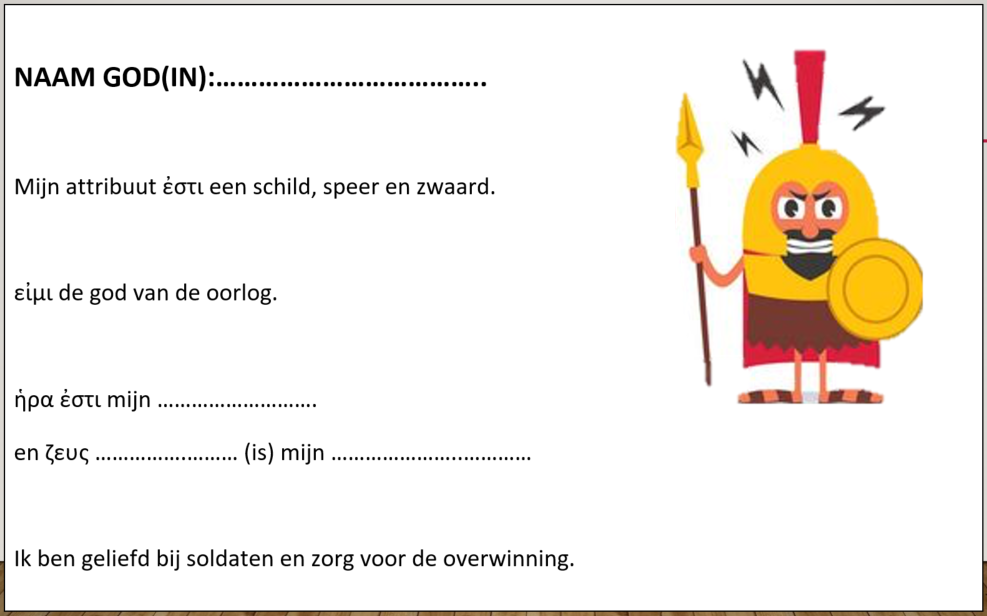 NAAM GOD(IN):………………………………..
Mijn attribuut ἐστι een schild, speer en zwaard.
εἰμι de god van de oorlog.
ἡρα ἐστι mijn ……………………….
en ζευς …………….……… (is) mijn …………………..…………
Ik ben geliefd bij soldaten en zorg voor de overwinning.